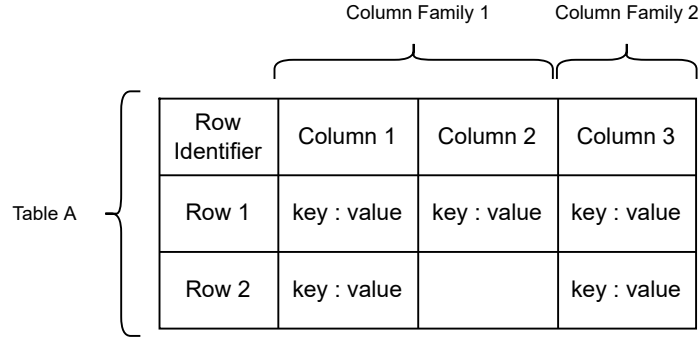 Column Family 1
Column Family 2
Row Identifier
Column 1
Column 2
Column 3
Table A
Row 1
key : value
key : value
key : value
Row 2
key : value
key : value